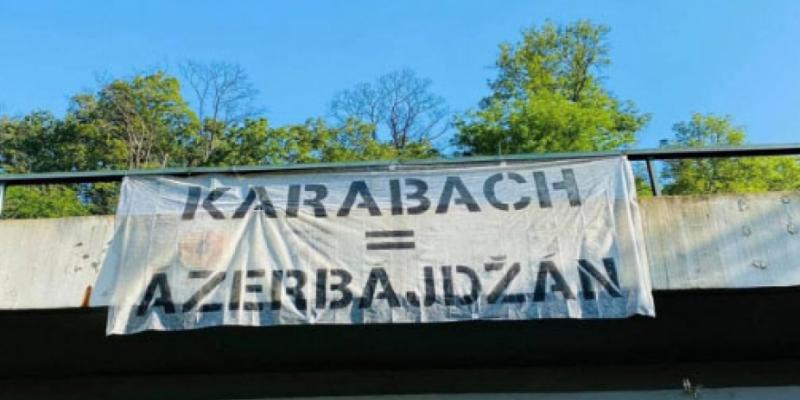 KARABACH
=
AZERBAJDŽÁN